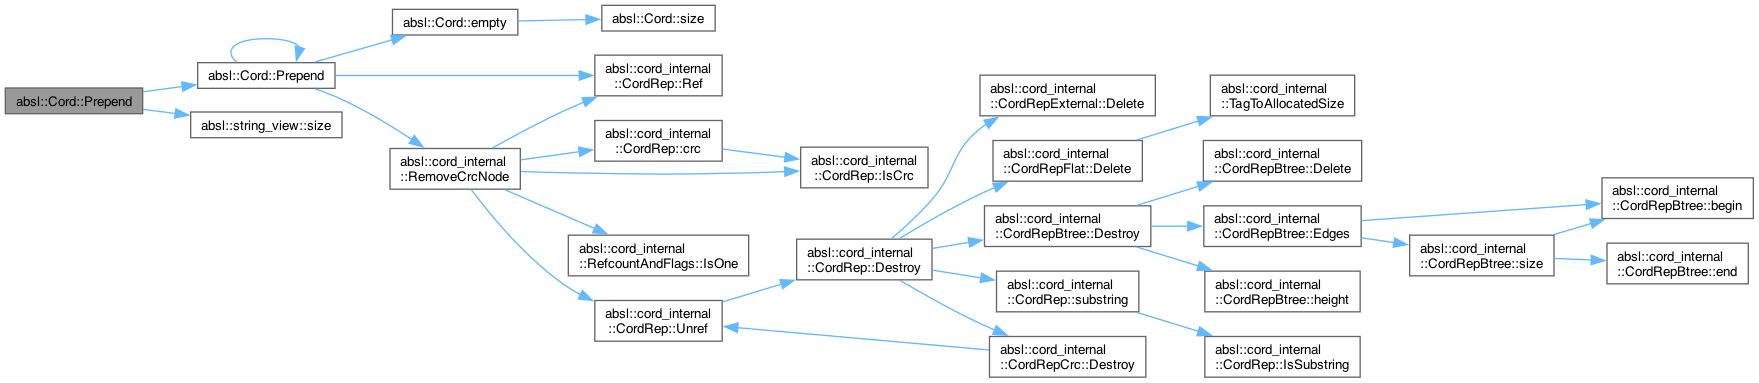 absl::Cord::Prepend
absl::Cord::Prepend
absl::string_view::size
absl::Cord::empty
absl::Cord::size
absl::cord_internal
::CordRep::Ref
absl::cord_internal
::RemoveCrcNode
absl::cord_internal
::CordRep::crc
absl::cord_internal
::CordRep::IsCrc
absl::cord_internal
::RefcountAndFlags::IsOne
absl::cord_internal
::CordRep::Unref
absl::cord_internal
::CordRep::Destroy
absl::cord_internal
::CordRepExternal::Delete
absl::cord_internal
::CordRepFlat::Delete
absl::cord_internal
::TagToAllocatedSize
absl::cord_internal
::CordRepBtree::Destroy
absl::cord_internal
::CordRepBtree::Delete
absl::cord_internal
::CordRepBtree::Edges
absl::cord_internal
::CordRepBtree::height
absl::cord_internal
::CordRepBtree::begin
absl::cord_internal
::CordRepBtree::size
absl::cord_internal
::CordRepBtree::end
absl::cord_internal
::CordRep::substring
absl::cord_internal
::CordRep::IsSubstring
absl::cord_internal
::CordRepCrc::Destroy